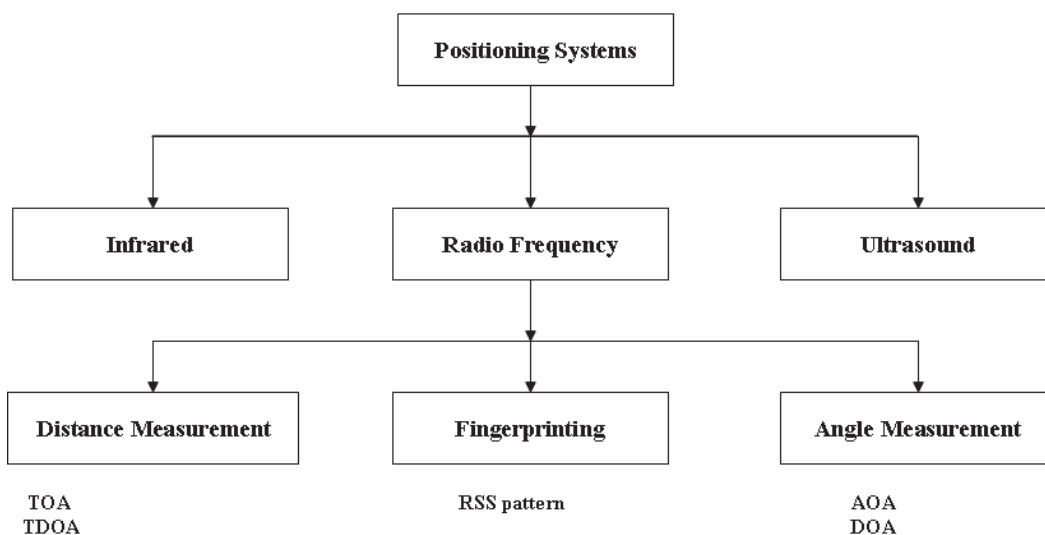 Positioning Systems
Infrared
Radio Frequency
Ultrasound
Distance Measurement
Fingerprinting
Angle Measurement
TOA
TDOA
RSS pattern
AOA
DOA